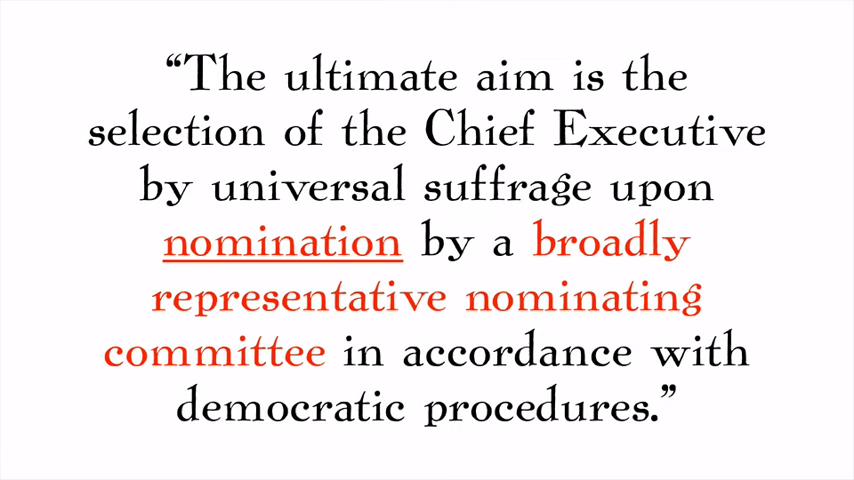 “The ultimate aim is the
selection of the Chief Executive
by universal suffrage upon
nomination by a broadly
representative nominating
committee in accordance with
democratic procedures.”